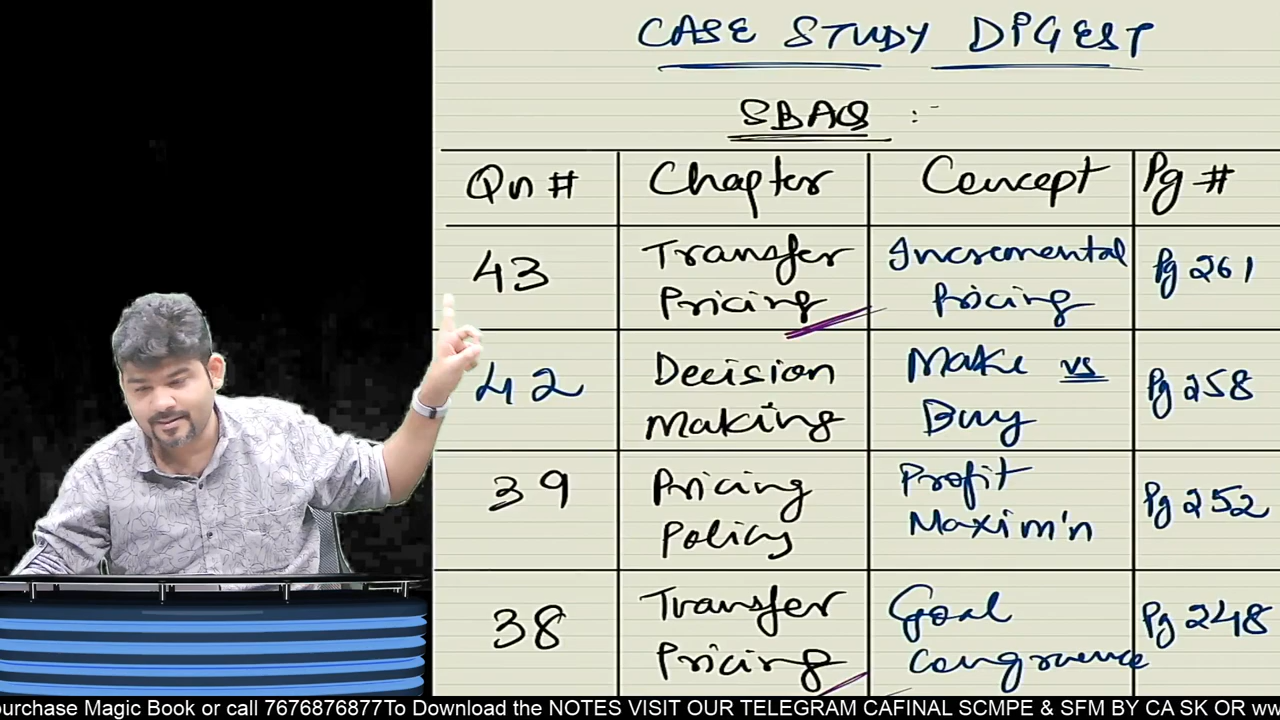 CASE STUDY DIGEST
SBAQ :-
Qn # Chapter Concept Pg #
43 Transfer Pricing Incremental Pricing Pg 261
42 Decision Making Make vs Buy Pg 258
39 Pricing Policy Profit Maxim'n Pg 252
38 Transfer Pricing Goal Congruence Pg 248
urchase Magic Book or call 7676876877To Download the NOTES VISIT OUR TELEGRAM CAFINAL SCMPE & SFM BY CA SK OR ww